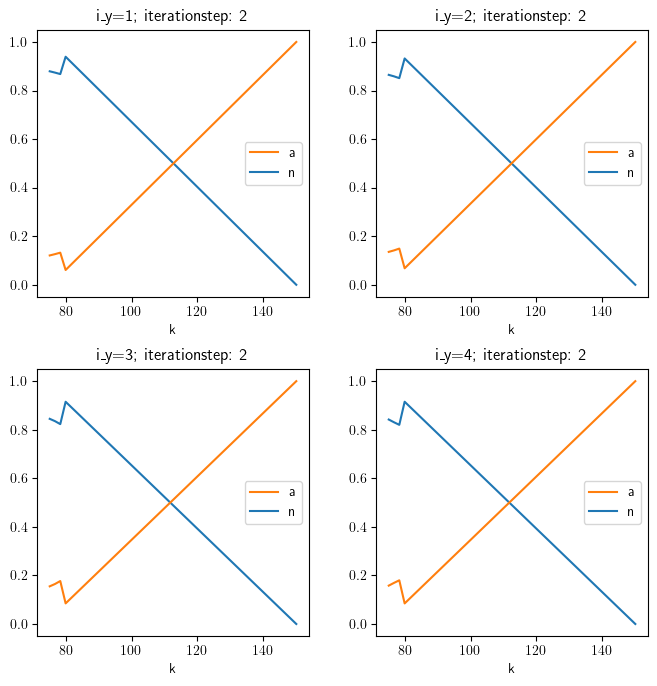 i_y=1; iterationstep: 2
1.0
0.8
0.6
0.4
0.2
0.0
a
n
80 100 120 140
k
i_y=2; iterationstep: 2
1.0
0.8
0.6
0.4
0.2
0.0
a
n
80 100 120 140
k
i_y=3; iterationstep: 2
1.0
0.8
0.6
0.4
0.2
0.0
a
n
80 100 120 140
k
i_y=4; iterationstep: 2
1.0
0.8
0.6
0.4
0.2
0.0
a
n
80 100 120 140
k